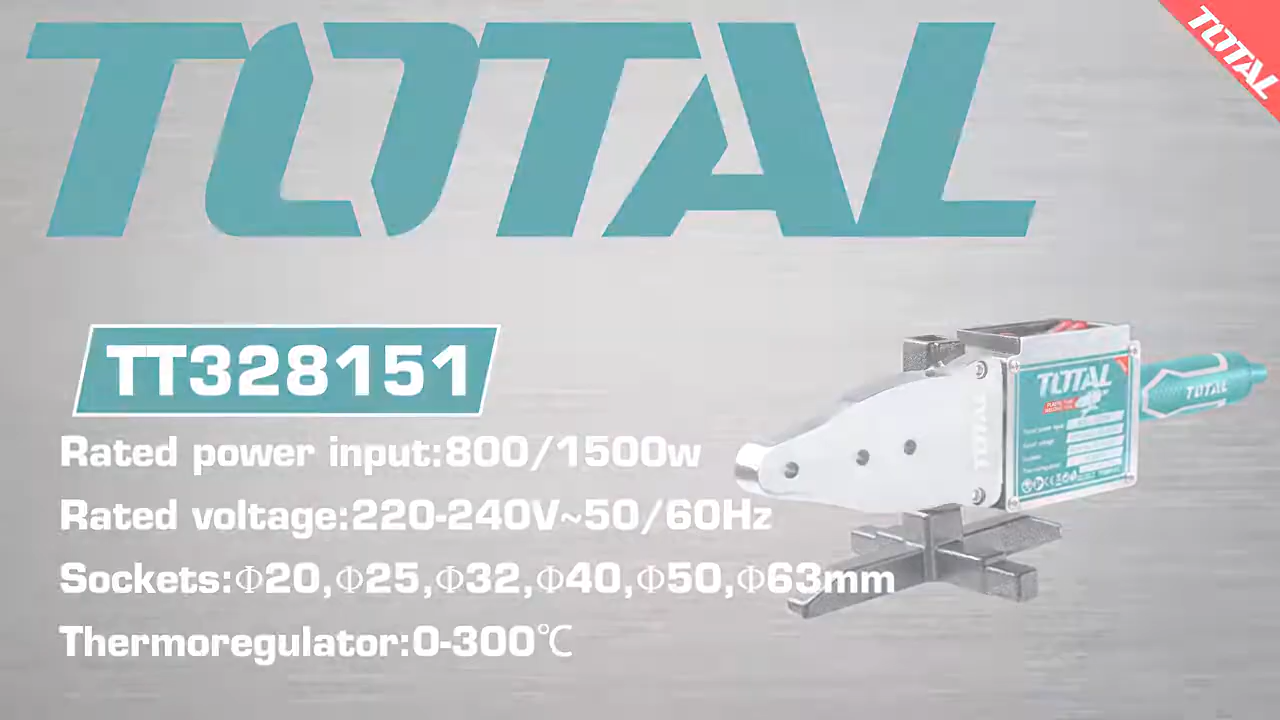 TOTAL
TOTAL
TT328151
Rated power input:800/1500w
Rated voltage:220-240V~50/60Hz
Sockets:Φ20,Φ25,Φ32,Φ40,Φ50,Φ63mm
Thermoregulator:0-300℃
TOTAL
TOTAL
TOTAL